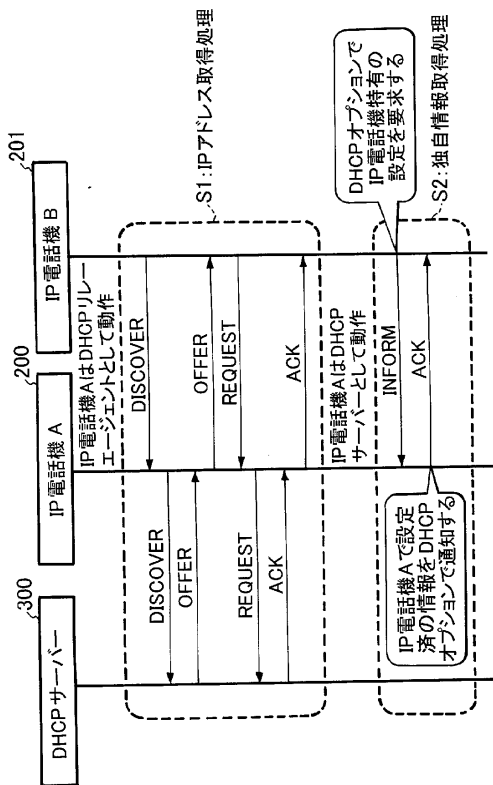 300
DHCPサーバー
200
IP電話機A
201
IP電話機B
IP電話機AはDHCPリレー
エージェントとして動作
DISCOVER
DISCOVER
OFFER
OFFER
REQUEST
REQUEST
ACK
ACK
S1:IPアドレス取得処理
IP電話機AはDHCP
サーバーとして動作
INFORM
ACK
DHCPオプションで
IP電話機特有の
設定を要求する
IP電話機Aで設定
済の情報をDHCP
オプションで通知する
S2:独自情報取得処理